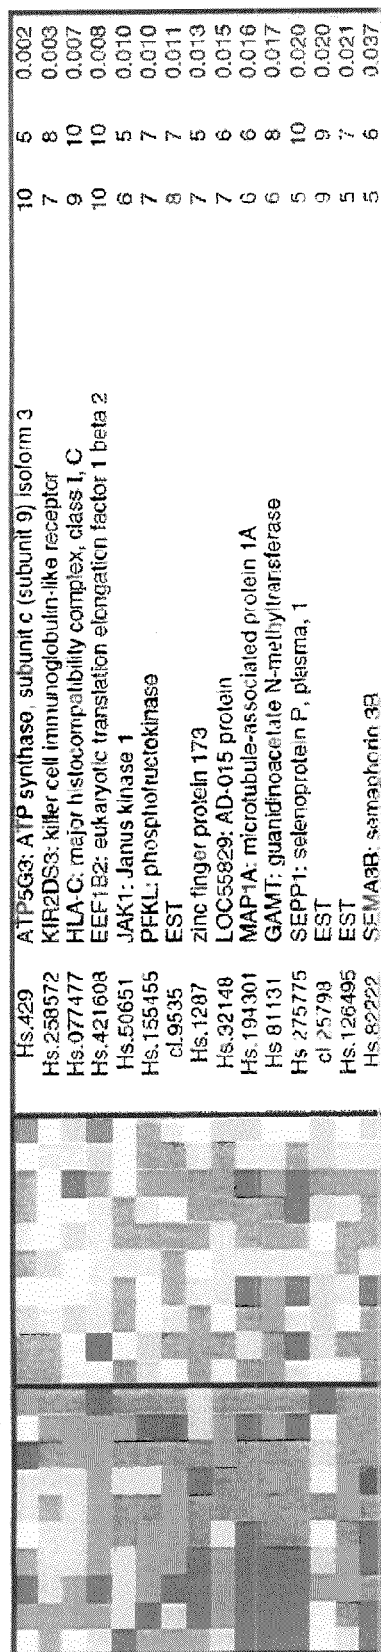 Hs.429 ATP5G3: ATP synthase, subunit c (subunit 9) isoform 3 10 5 0.002
Hs.258572 KIR2DS3: killer cell immunoglobulin-like receptor 7 8 0.003
Hs.077477 HLA-C: major histocompatibility complex, class I, C 9 10 0.007
Hs.421608 EEF1B2: eukaryotic translation elongation factor 1 beta 2 10 10 0.008
Hs.50651 JAK1: Janus kinase 1 6 5 0.010
Hs.155455 PFKL: phosphofructokinase 7 7 0.010
cl.9535 EST 8 7 0.011
Hs.1287 zinc finger protein 173 7 5 0.013
Hs.32148 LOC55829: AD-015 protein 7 6 0.015
Hs.194301 MAP1A: microtubule-associated protein 1A 6 6 0.016
Hs 81131 GAMT: guanidinoacetate N-methyltransferase 6 8 0.017
Hs 275775 SEPP1: selenoprotein P, plasma, 1 5 10 0.020
cl 25798 EST 9 9 0.020
Hs.126495 EST 5 7 0.021
Hs.82222 SEMA3B: semaphorin 3B 5 6 0.037